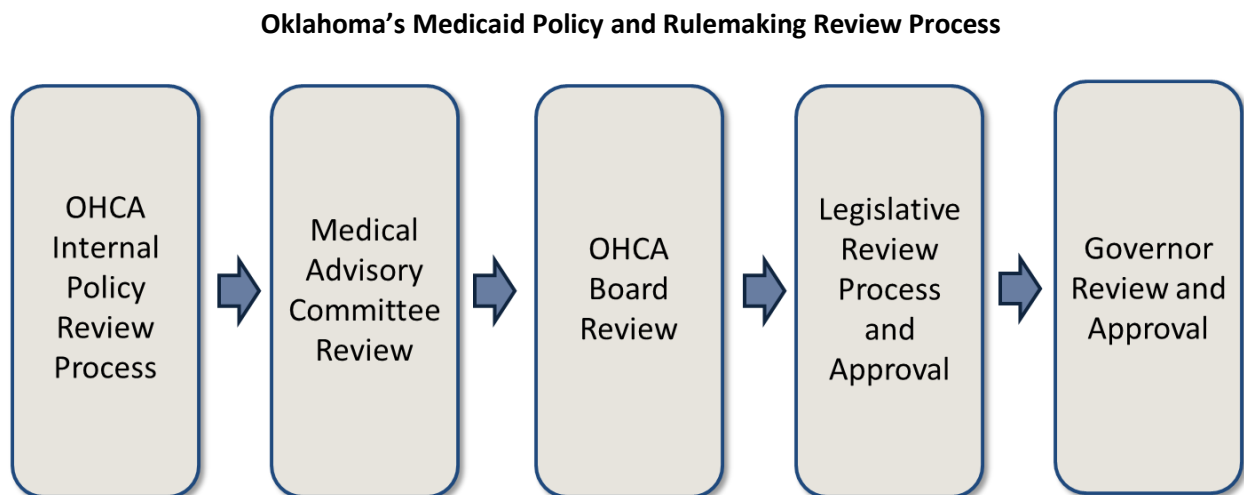 Oklahoma’s Medicaid Policy and Rulemaking Review Process
OHCA
Internal
Policy
Review
Process
Medical
Advisory
Committee
Review
OHCA
Board
Review
Legislative
Review
Process
and
Approval
Governor
Review and
Approval